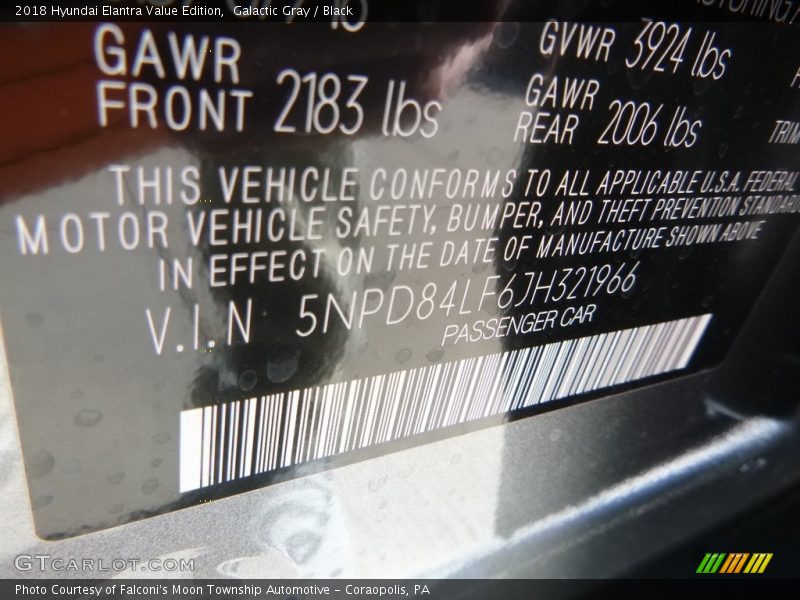 2018 Hyundai Elantra Value Edition, Galactic Gray / Black
GAWR FRONT 2183 lbs
GVWR 3924 lbs
GAWR REAR 2006 lbs
TRIM
THIS VEHICLE CONFORMS TO ALL APPLICABLE U.S.A. FEDERAL
MOTOR VEHICLE SAFETY, BUMPER, AND THEFT PREVENTION STANDARD
IN EFFECT ON THE DATE OF MANUFACTURE SHOWN ABOVE
V.I.N 5NPD84LF6JH321966
PASSENGER CAR
GTCARLOT.COM
Photo Courtesy of Falconi's Moon Township Automotive - Coraopolis, PA